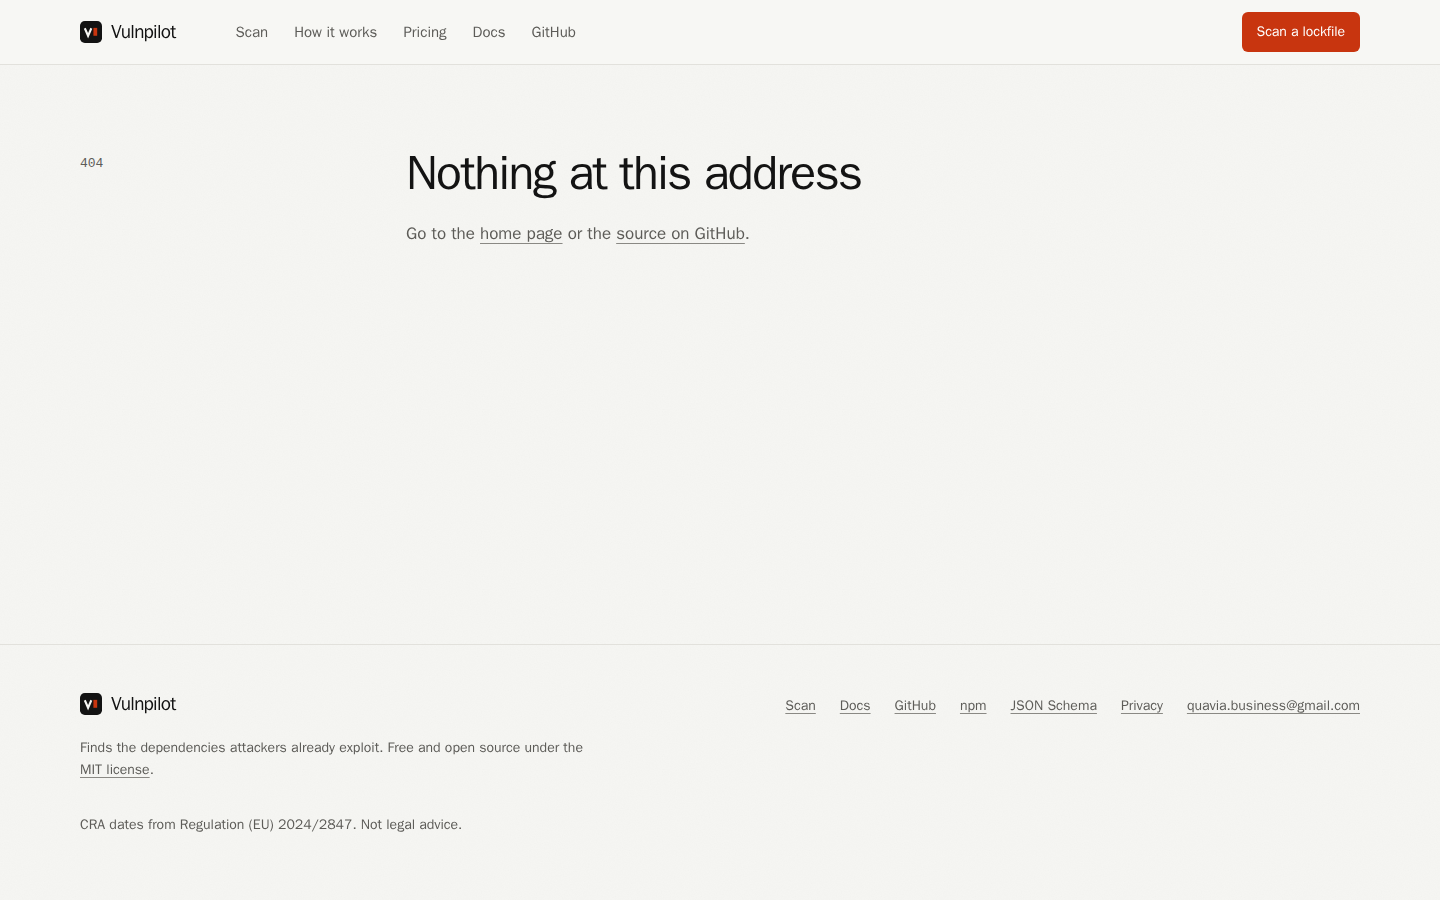 Vulnpilot
Scan
How it works
Pricing
Docs
GitHub
Scan a lockfile
404
Nothing at this address
Go to the home page or the source on GitHub.
Vulnpilot
Scan
Docs
GitHub
npm
JSON Schema
Privacy
quavia.business@gmail.com
Finds the dependencies attackers already exploit. Free and open source under the
MIT license.
CRA dates from Regulation (EU) 2024/2847. Not legal advice.